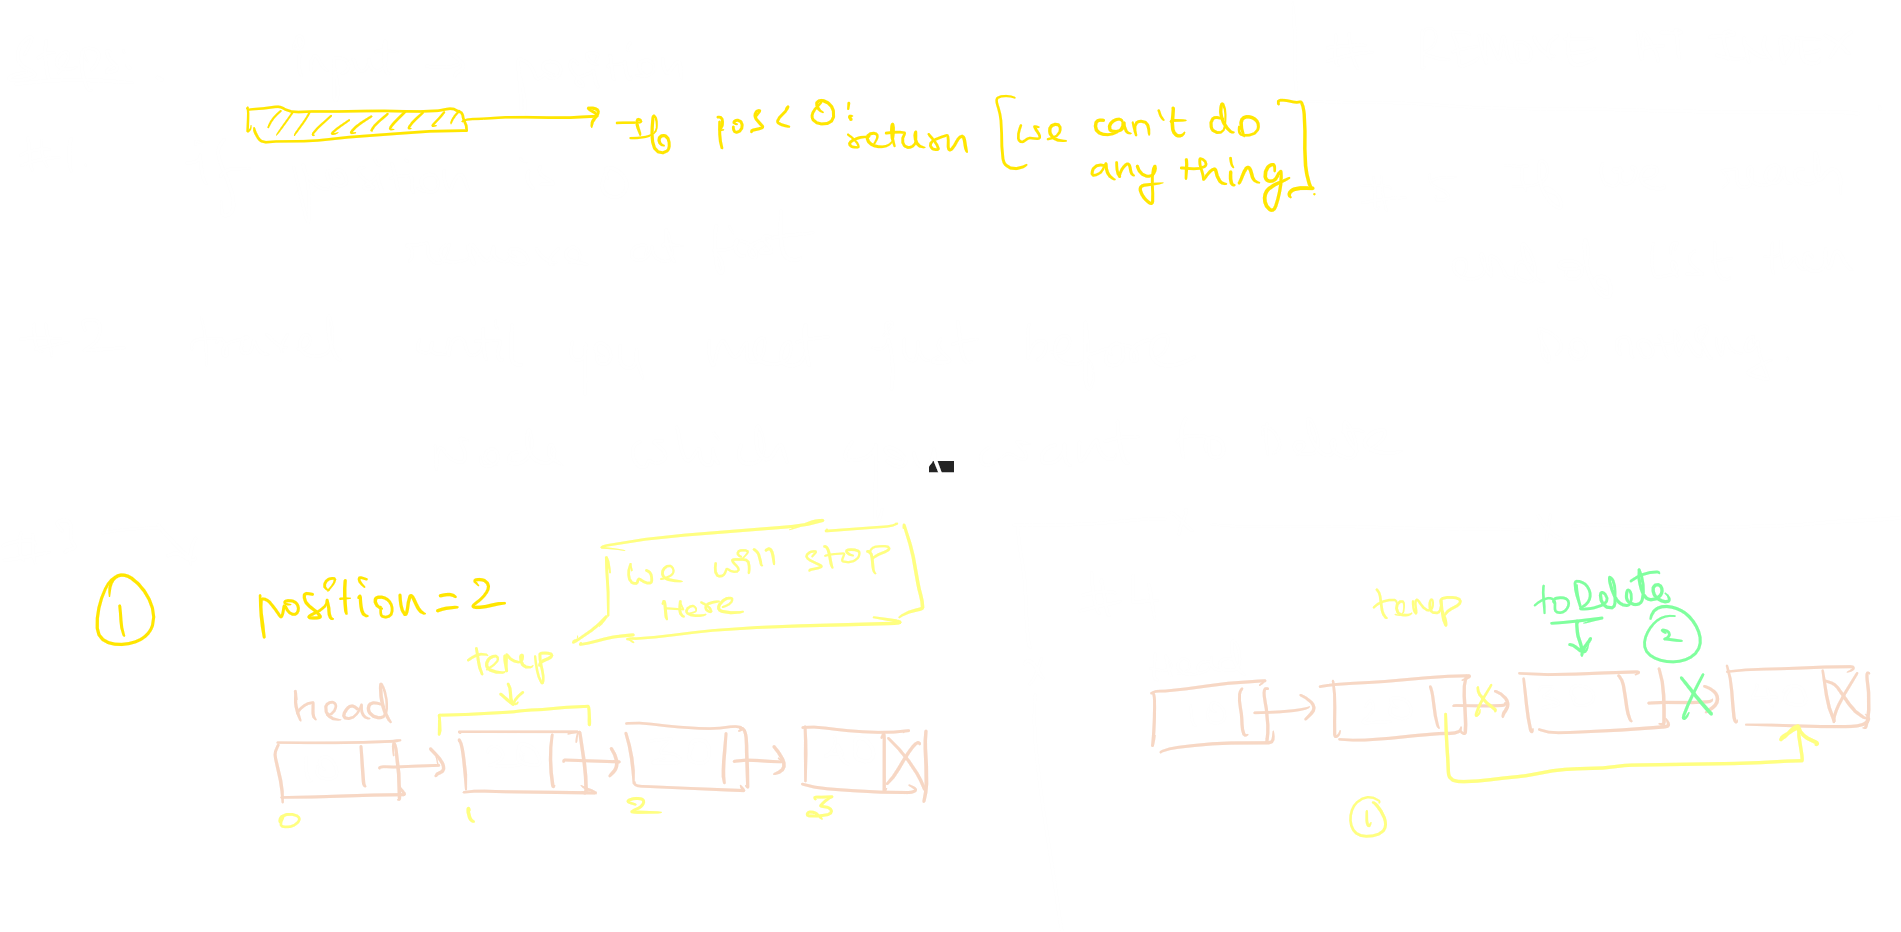 If pos < 0: return [we can't do
any thing]
we will stop
Here
1 position = 2
temp
head
0 1 2 3
temp toDelete
2
1